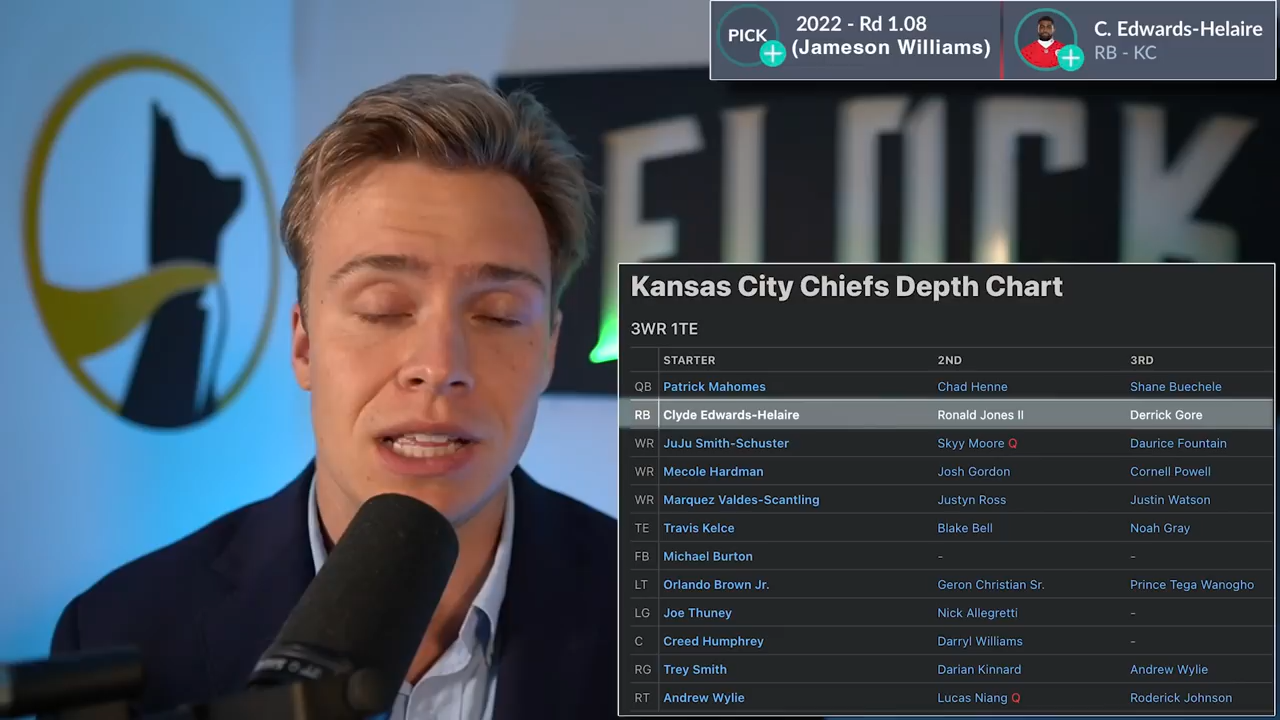 PICK
2022 - Rd 1.08
(Jameson Williams)
C. Edwards-Helaire
RB - KC
FLOCK
Kansas City Chiefs Depth Chart
3WR 1TE
STARTER 2ND 3RD
QB Patrick Mahomes Chad Henne Shane Buechele
RB Clyde Edwards-Helaire Ronald Jones II Derrick Gore
WR JuJu Smith-Schuster Skyy Moore Q Daurice Fountain
WR Mecole Hardman Josh Gordon Cornell Powell
WR Marquez Valdes-Scantling Justyn Ross Justin Watson
TE Travis Kelce Blake Bell Noah Gray
FB Michael Burton - -
LT Orlando Brown Jr. Geron Christian Sr. Prince Tega Wanogho
LG Joe Thuney Nick Allegretti -
C Creed Humphrey Darryl Williams -
RG Trey Smith Darian Kinnard Andrew Wylie
RT Andrew Wylie Lucas Niang Q Roderick Johnson